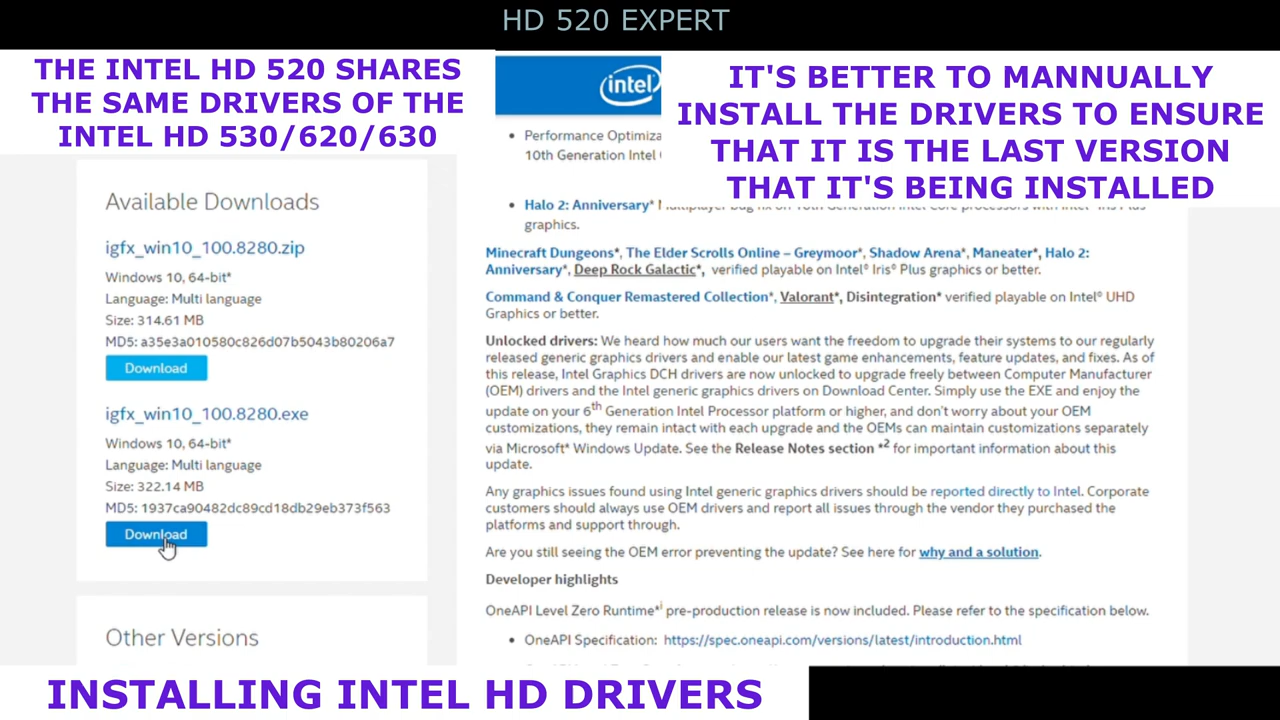 HD 520 EXPERT
THE INTEL HD 520 SHARES
THE SAME DRIVERS OF THE
INTEL HD 530/620/630
intel
IT'S BETTER TO MANNUALLY
INSTALL THE DRIVERS TO ENSURE
THAT IT IS THE LAST VERSION
THAT IT'S BEING INSTALLED
Available Downloads
igfx_win10_100.8280.zip
Windows 10, 64-bit*
Language: Multi language
Size: 314.61 MB
MD5: a35e3a010580c826d07b5043b80206a7
Download
igfx_win10_100.8280.exe
Windows 10, 64-bit*
Language: Multi language
Size: 322.14 MB
MD5: 1937ca90482dc89cd18db29eb373f563
Download
Other Versions
• Performance
10th Generation Intel
• Halo 2: Anniversary*
graphics.
Minecraft Dungeons*, The Elder Scrolls Online – Greymoor*, Shadow Arena*, Maneater*, Halo 2:
Anniversary*, Deep Rock Galactic*, verified playable on Intel® Iris® Plus graphics or better.
Command & Conquer Remastered Collection*, Valorant*, Disintegration* verified playable on Intel® UHD
Graphics or better.
Unlocked drivers: We heard how much our users want the freedom to upgrade their systems to our regularly
released generic graphics drivers and enable our latest game enhancements, feature updates, and fixes. As of
this release, Intel Graphics DCH drivers are now unlocked to upgrade freely between Computer Manufacturer
(OEM) drivers and the Intel generic graphics drivers on Download Center. Simply use the EXE and enjoy the
update on your 6th Generation Intel Processor platform or higher, and don't worry about your OEM
customizations, they remain intact with each upgrade and the OEMs can maintain customizations separately
via Microsoft* Windows Update. See the Release Notes section *2 for important information about this
update.
Any graphics issues found using Intel generic graphics drivers should be reported directly to Intel. Corporate
customers should always use OEM drivers and report all issues through the vendor they purchased the
platforms and support through.
Are you still seeing the OEM error preventing the update? See here for why and a solution.
Developer highlights
OneAPI Level Zero Runtime*i pre-production release is now included. Please refer to the specification below.
• OneAPI Specification: https://spec.oneapi.com/versions/latest/introduction.html
INSTALLING INTEL HD DRIVERS